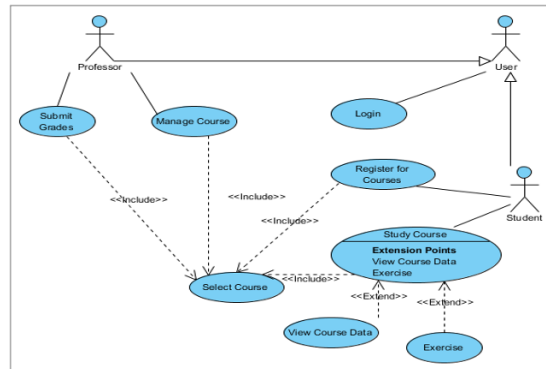 Professor
User
Submit
Grades
Manage Course
Login
Register for
Courses
<<Include>>
<<Include>>
<<Include>>
Student
Study Course
Extension Points
View Course Data
Exercise
<<Include>>
Select Course
<<Extend>>
<<Extend>>
View Course Data
Exercise